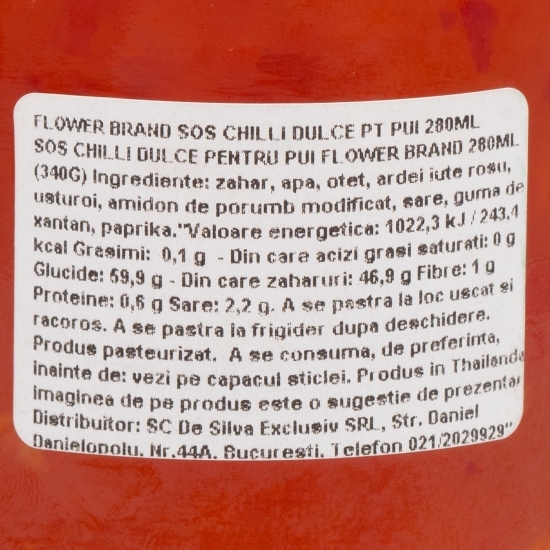 FLOWER BRAND SOS CHILLI DULCE PT PUI 280ML
SOS CHILLI DULCE PENTRU PUI FLOWER BRAND 280ML
(340G) Ingrediente: zahar, apa, otet, ardei iute rosu,
usturoi, amidon de porumb modificat, sare, guma de
xantan, paprika."Valoare energetica: 1022,3 kJ / 243.4
kcal Grasimi: 0,1 g - Din care acizi grasi saturati: 0 g
Glucide: 59,9 g - Din care zaharuri: 46,9 g Fibre: 1 g
Proteine: 0,6 g Sare: 2,2 g. A se pastra la loc uscat si
racoros. A se pastra la frigider dupa deschidere.
Produs pasteurizat. A se consuma, de preferinta,
inainte de: vezi pe capacul sticlei. Produs in Thailanda
Imaginea de pe produs este o sugestie de prezentar
Distribuitor: SC De Silva Exclusiv SRL, Str. Daniel
Danielopolu, Nr.44A, Bucuresti, Telefon 021/2029929"